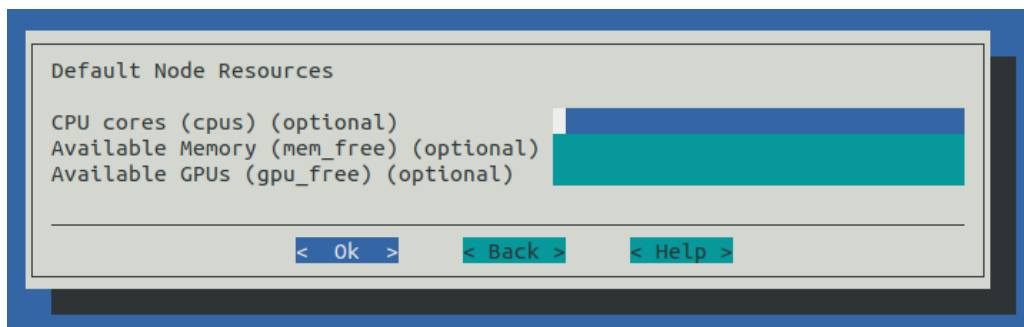 Default Node Resources
CPU cores (cpus) (optional)
Available Memory (mem_free) (optional)
Available GPUs (gpu_free) (optional)
<  Ok  > < Back > < Help >